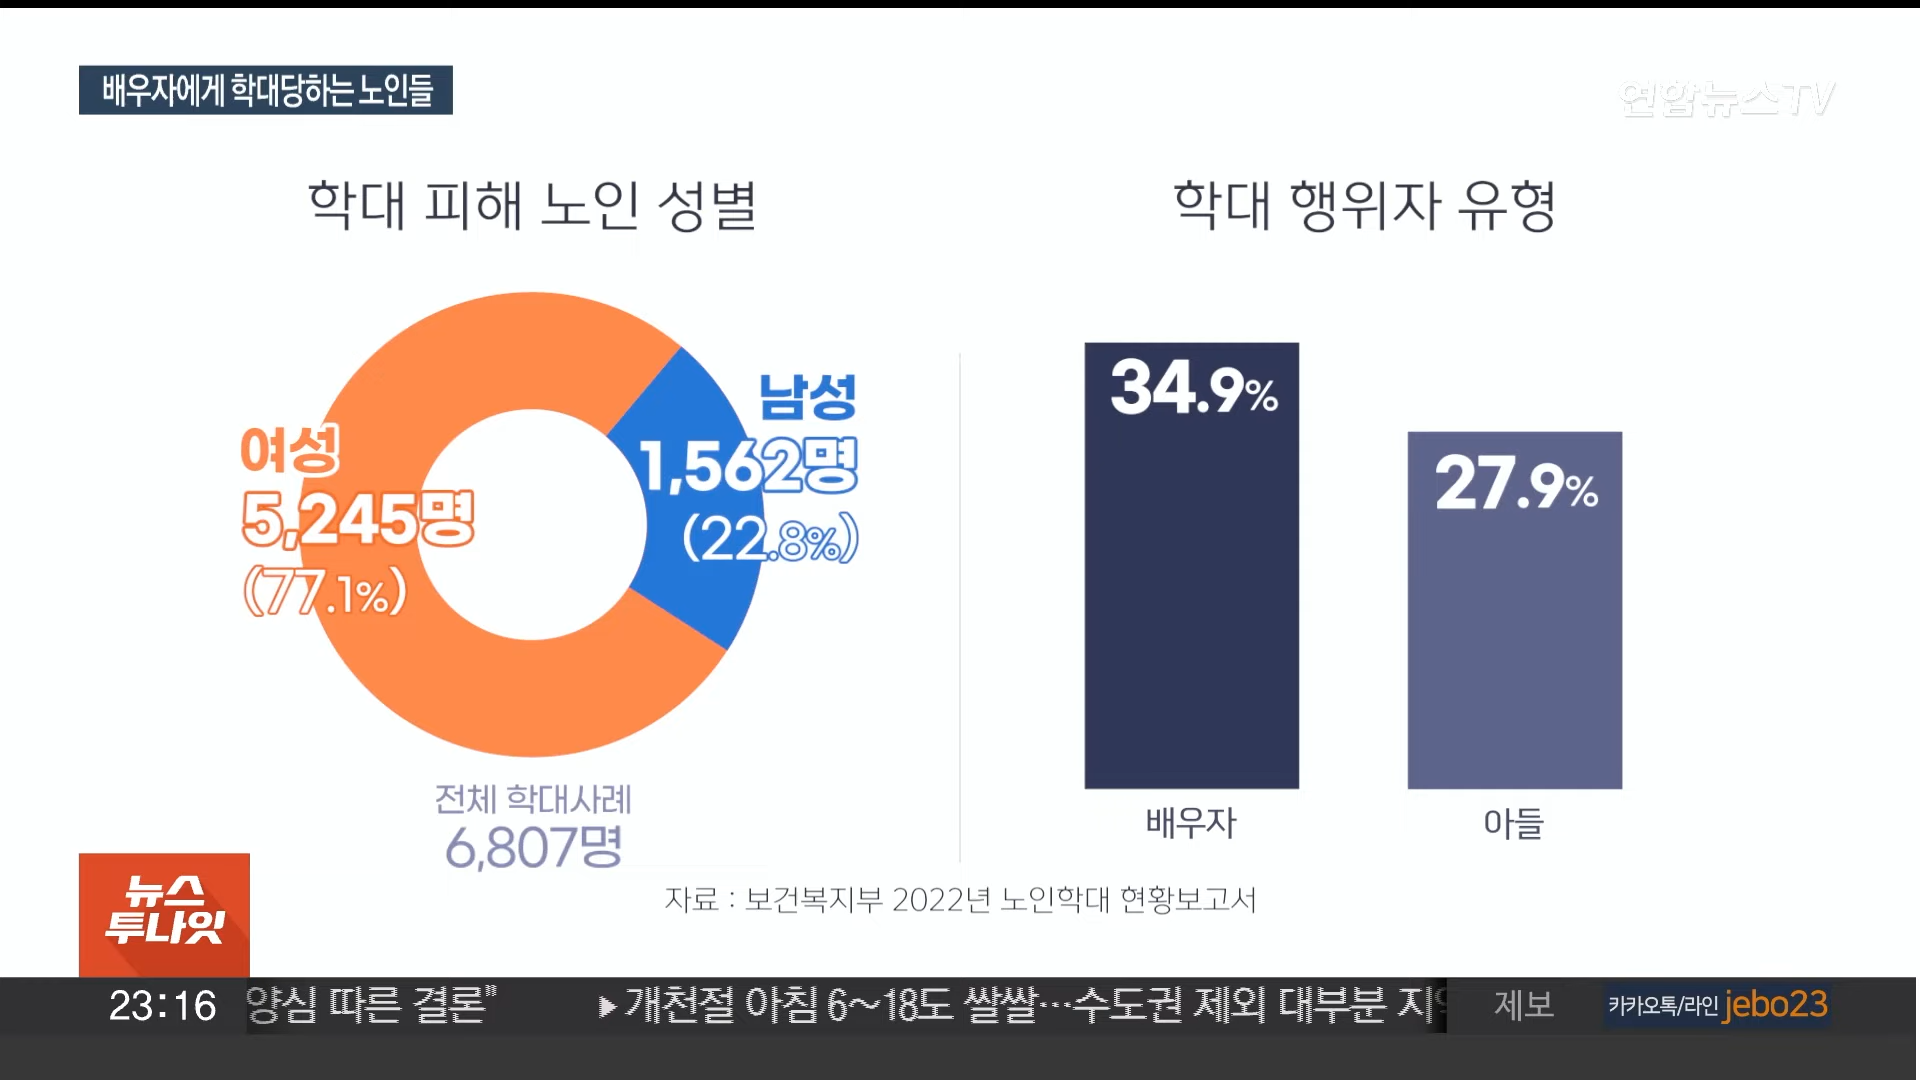 배우자에게 학대당하는 노인들
연합뉴스TV
학대 피해 노인 성별
여성
5,245명
(77.1%)
남성
1,562명
(22.8%)
전체 학대사례
6,807명
학대 행위자 유형
34.9%
배우자
27.9%
아들
자료 : 보건복지부 2022년 노인학대 현황보고서
뉴스
투나잇
23:16 양심 따른 결론” ▶개천절 아침 6~18도 쌀쌀…수도권 제외 대부분 제보 카카오톡/라인 jebo23